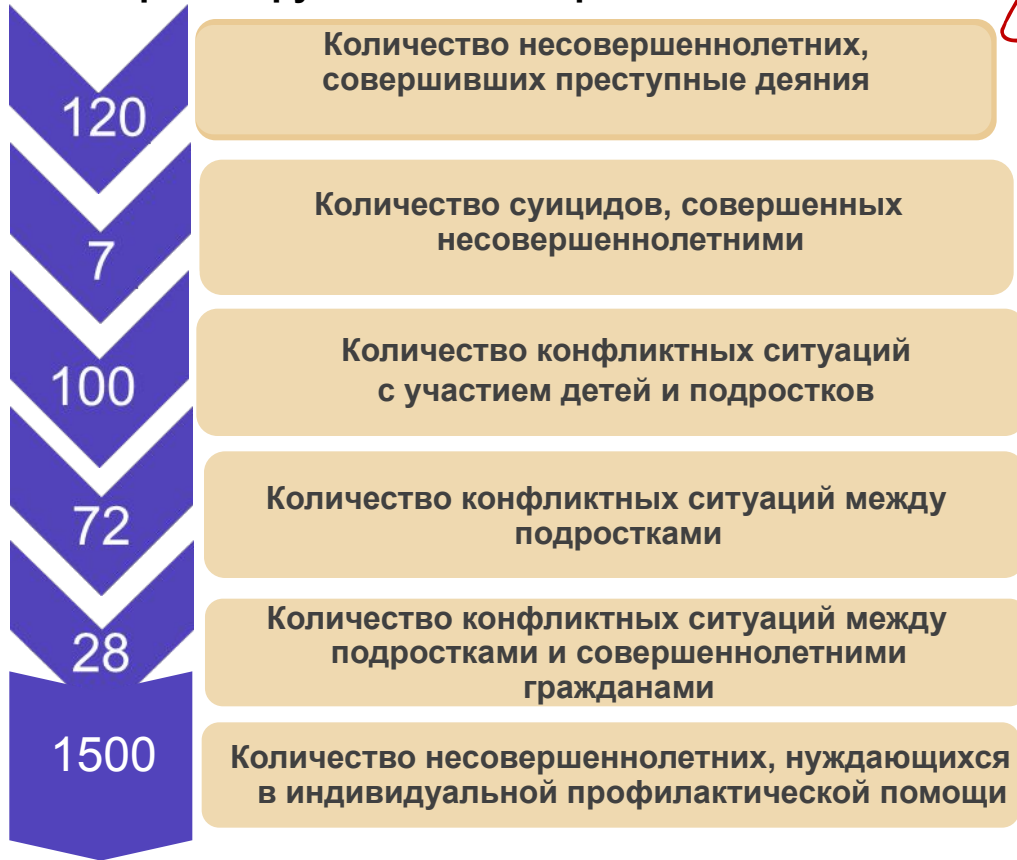 120
Количество несовершеннолетних,
совершивших преступные деяния
7
Количество суицидов, совершенных
несовершеннолетними
100
Количество конфликтных ситуаций
с участием детей и подростков
72
Количество конфликтных ситуаций между
подростками
28
Количество конфликтных ситуаций между
подростками и совершеннолетними
гражданами
1500
Количество несовершеннолетних, нуждающихся
в индивидуальной профилактической помощи